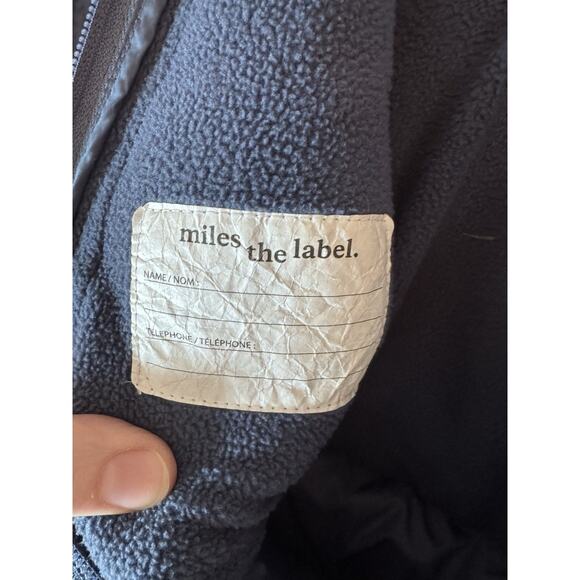 miles the label.
NAME / NOM :
TELEPHONE / TÉLÉPHONE :